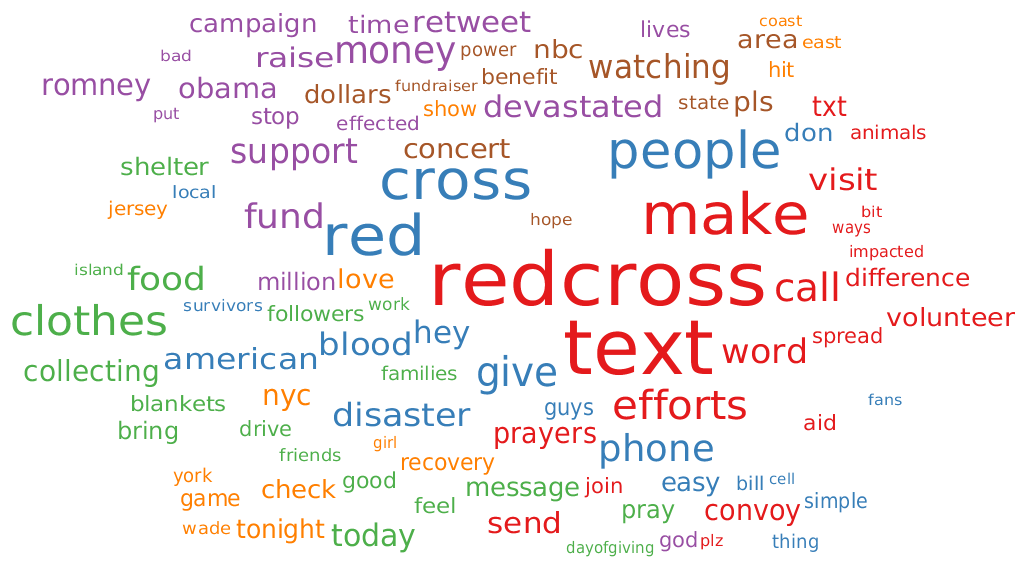 campaign time retweet lives coast
bad raise money power nbc area east
romney obama dollars fundraiser benefit watching hit
put stop effected show devastated state pls txt
shelter support concert people don animals
local cross visit
jersey fund red hope make bit ways
island food million love redcross call impacted difference
clothes survivors followers work text spread volunteer
collecting american blood hey families give word
blankets nyc disaster guys efforts fans
bring drive girl prayers phone aid
friends recovery
york game check good message join easy bill cell simple
wade tonight today feel send pray convoy
dayofgiving god plz thing